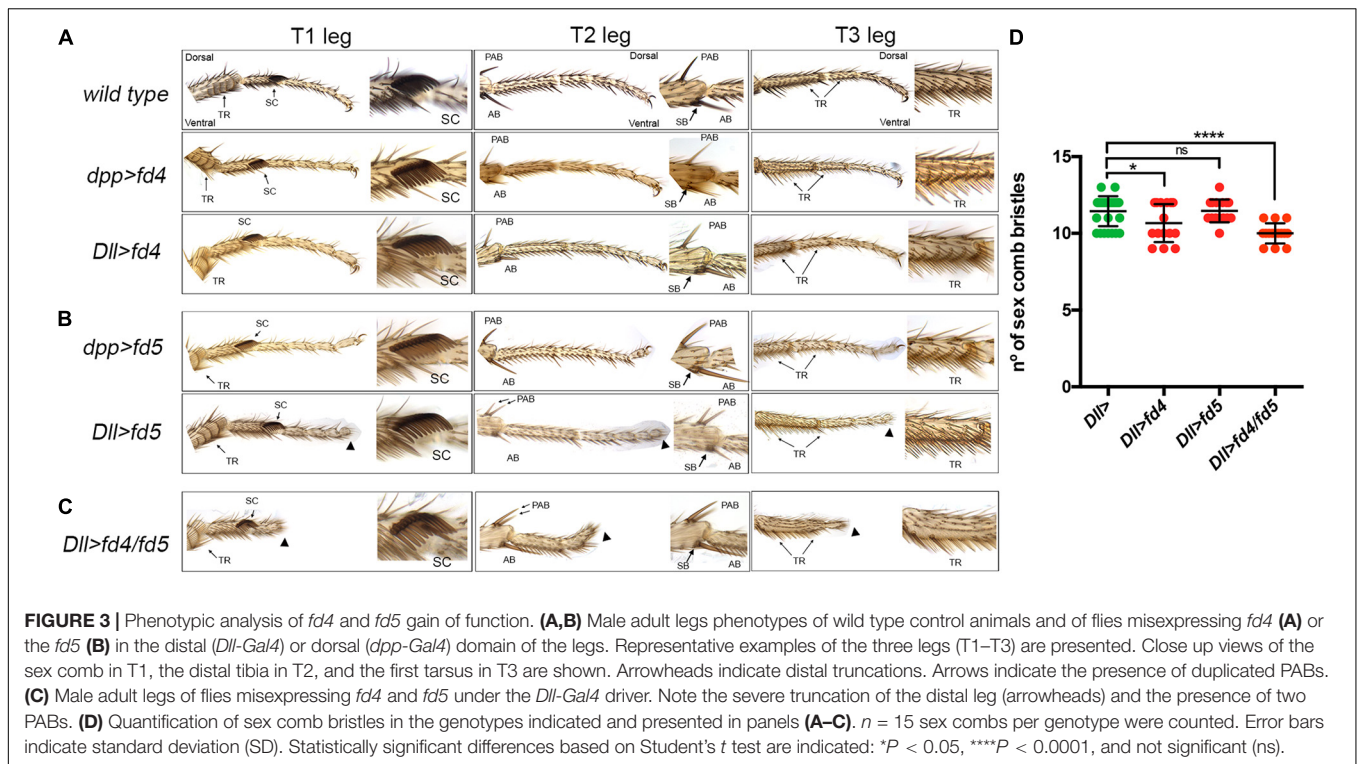 A
T1 leg
T2 leg
T3 leg
D
wild type
Dorsal
TR
SC
Ventral
SC
PAB
AB
Dorsal
PAB
SB
AB
Ventral
Dorsal
TR
Ventral
TR
dpp>fd4
TR
SC
SC
PAB
AB
PAB
SB
AB
TR
TR
Dll>fd4
SC
TR
SC
PAB
AB
PAB
SB
AB
TR
TR
B
dpp>fd5
SC
TR
SC
PAB
AB
PAB
SB
AB
TR
TR
Dll>fd5
SC
TR
SC
PAB
AB
PAB
SB
AB
TR
TR
C
Dll>fd4/fd5
SC
TR
SC
PAB
AB
PAB
SB
AB
TR
TR
****
ns
*
nº of sex comb bristles
15
10
5
0
Dll>
Dll>fd4
Dll>fd5
Dll>fd4/fd5
FIGURE 3 | Phenotypic analysis of fd4 and fd5 gain of function. (A,B) Male adult legs phenotypes of wild type control animals and of flies misexpressing fd4 (A) or
the fd5 (B) in the distal (Dll-Gal4) or dorsal (dpp-Gal4) domain of the legs. Representative examples of the three legs (T1–T3) are presented. Close up views of the
sex comb in T1, the distal tibia in T2, and the first tarsus in T3 are shown. Arrowheads indicate distal truncations. Arrows indicate the presence of duplicated PABs.
(C) Male adult legs of flies misexpressing fd4 and fd5 under the Dll-Gal4 driver. Note the severe truncation of the distal leg (arrowheads) and the presence of two
PABs. (D) Quantification of sex comb bristles in the genotypes indicated and presented in panels (A–C). n = 15 sex combs per genotype were counted. Error bars
indicate standard deviation (SD). Statistically significant differences based on Student's t test are indicated: *P < 0.05, ****P < 0.0001, and not significant (ns).